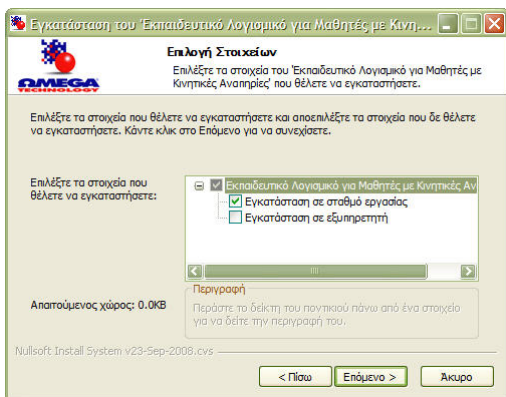 Εγκατάσταση του 'Εκπαιδευτικό Λογισμικό για Μαθητές με Κινη...
ΩMEGA
TECHNOLOGY
Επιλογή Στοιχείων
Επιλέξτε τα στοιχεία του 'Εκπαιδευτικό Λογισμικό για Μαθητές με
Κινητικές Αναπηρίες' που θέλετε να εγκαταστήσετε.
Επιλέξτε τα στοιχεία που θέλετε να εγκαταστήσετε και αποεπιλέξτε τα στοιχεία που δε θέλετε
να εγκαταστήσετε. Κάντε κλικ στο Επόμενο για να συνεχίσετε.
Επιλέξτε τα στοιχεία που
θέλετε να εγκαταστήσετε:
Εκπαιδευτικό Λογισμικό για Μαθητές με Κινητικές Αν
Εγκατάσταση σε σταθμό εργασίας
Εγκατάσταση σε εξυπηρετητή
Απαιτούμενος χώρος: 0.0KB
Περιγραφή
Περάστε το δείκτη του ποντικιού πάνω από ένα στοιχείο
για να δείτε την περιγραφή του.
Nullsoft Install System v23-Sep-2008.cvs
< Πίσω
Επόμενο >
Άκυρο